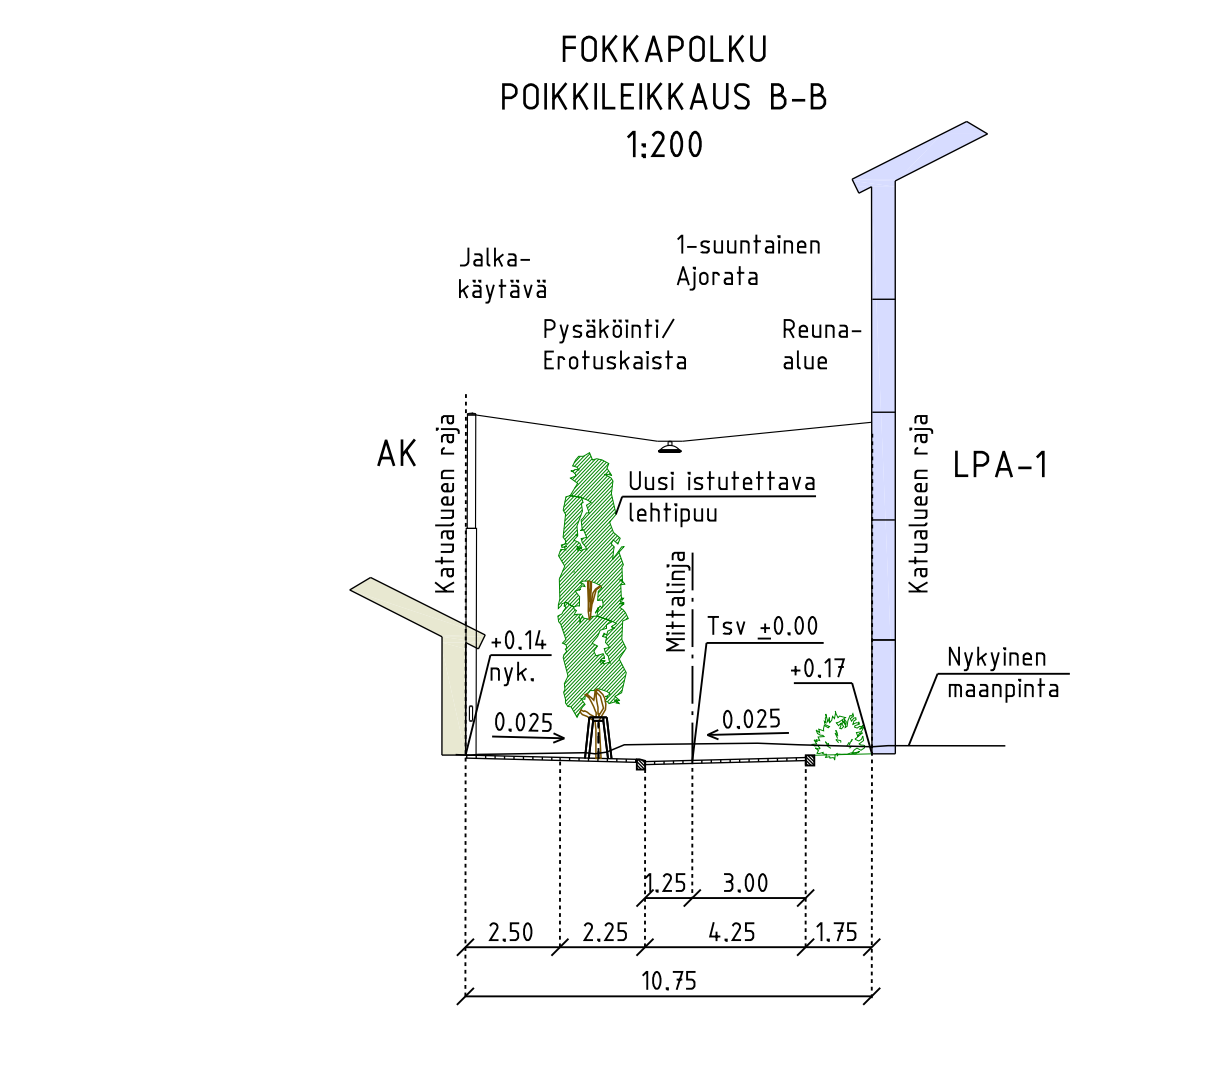 FOKKAPOLKU
POIKKILEIKKAUS B-B
1:200
Jalka-
käytävä
1-suuntainen
Ajorata
Pysäköinti/
Erotuskaista
Reuna-
alue
AK
Katualueen raja
Uusi istutettava
lehtipuu
Katualueen raja
LPA-1
Mittalinja
Tsv ±0.00
+0.14
nyk.
+0.17
Nykyinen
maanpinta
0.025
0.025
1.25
3.00
2.50
2.25
4.25
1.75
10.75